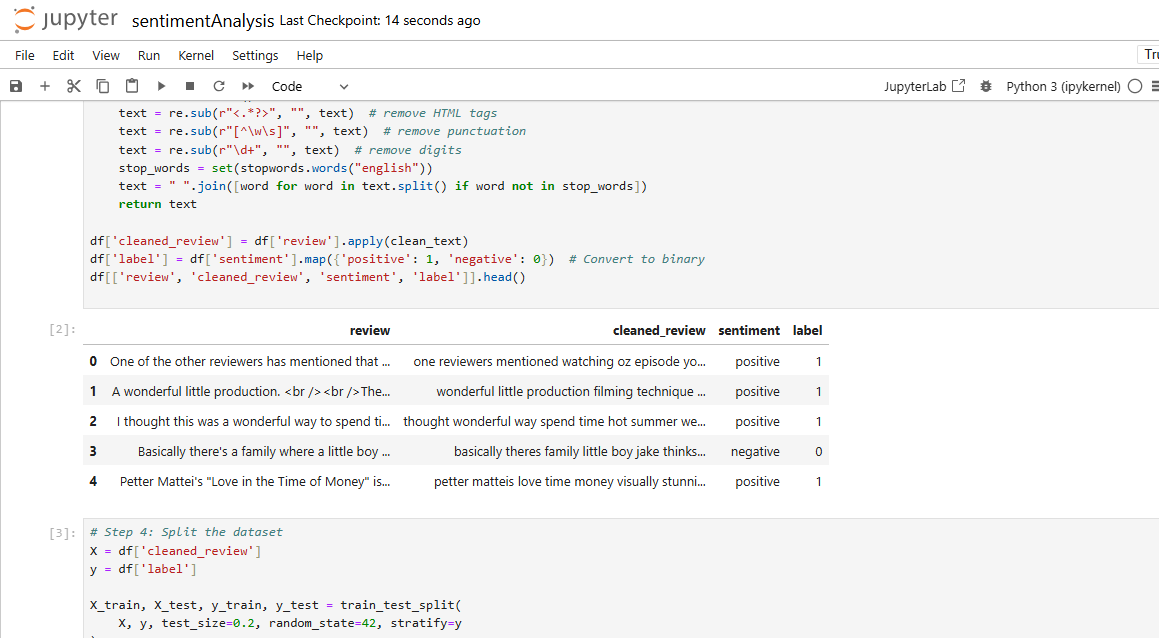 jupyter sentimentAnalysis Last Checkpoint: 14 seconds ago
File Edit View Run Kernel Settings Help
Code JupyterLab Python 3 (ipykernel)
text = re.sub(r"<.*?>", "", text)  # remove HTML tags
text = re.sub(r"[^\w\s]", "", text)  # remove punctuation
text = re.sub(r"\d+", "", text)  # remove digits
stop_words = set(stopwords.words("english"))
text = " ".join([word for word in text.split() if word not in stop_words])
return text
df['cleaned_review'] = df['review'].apply(clean_text)
df['label'] = df['sentiment'].map({'positive': 1, 'negative': 0})  # Convert to binary
df[['review', 'cleaned_review', 'sentiment', 'label']].head()
[2]: review cleaned_review sentiment label
0 One of the other reviewers has mentioned that ... one reviewers mentioned watching oz episode yo... positive 1
1 A wonderful little production. <br /><br />The... wonderful little production filming technique ... positive 1
2 I thought this was a wonderful way to spend ti... thought wonderful way spend time hot summer we... positive 1
3 Basically there's a family where a little boy ... basically theres family little boy jake thinks... negative 0
4 Petter Mattei's "Love in the Time of Money" is... petter matteis love time money visually stunni... positive 1
[3]: # Step 4: Split the dataset
X = df['cleaned_review']
y = df['label']
X_train, X_test, y_train, y_test = train_test_split(
X, y, test_size=0.2, random_state=42, stratify=y